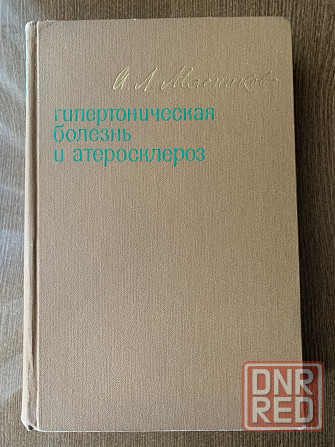 А. Л. Мясников
гипертоническая
болезнь
и атеросклероз
DNR
RED